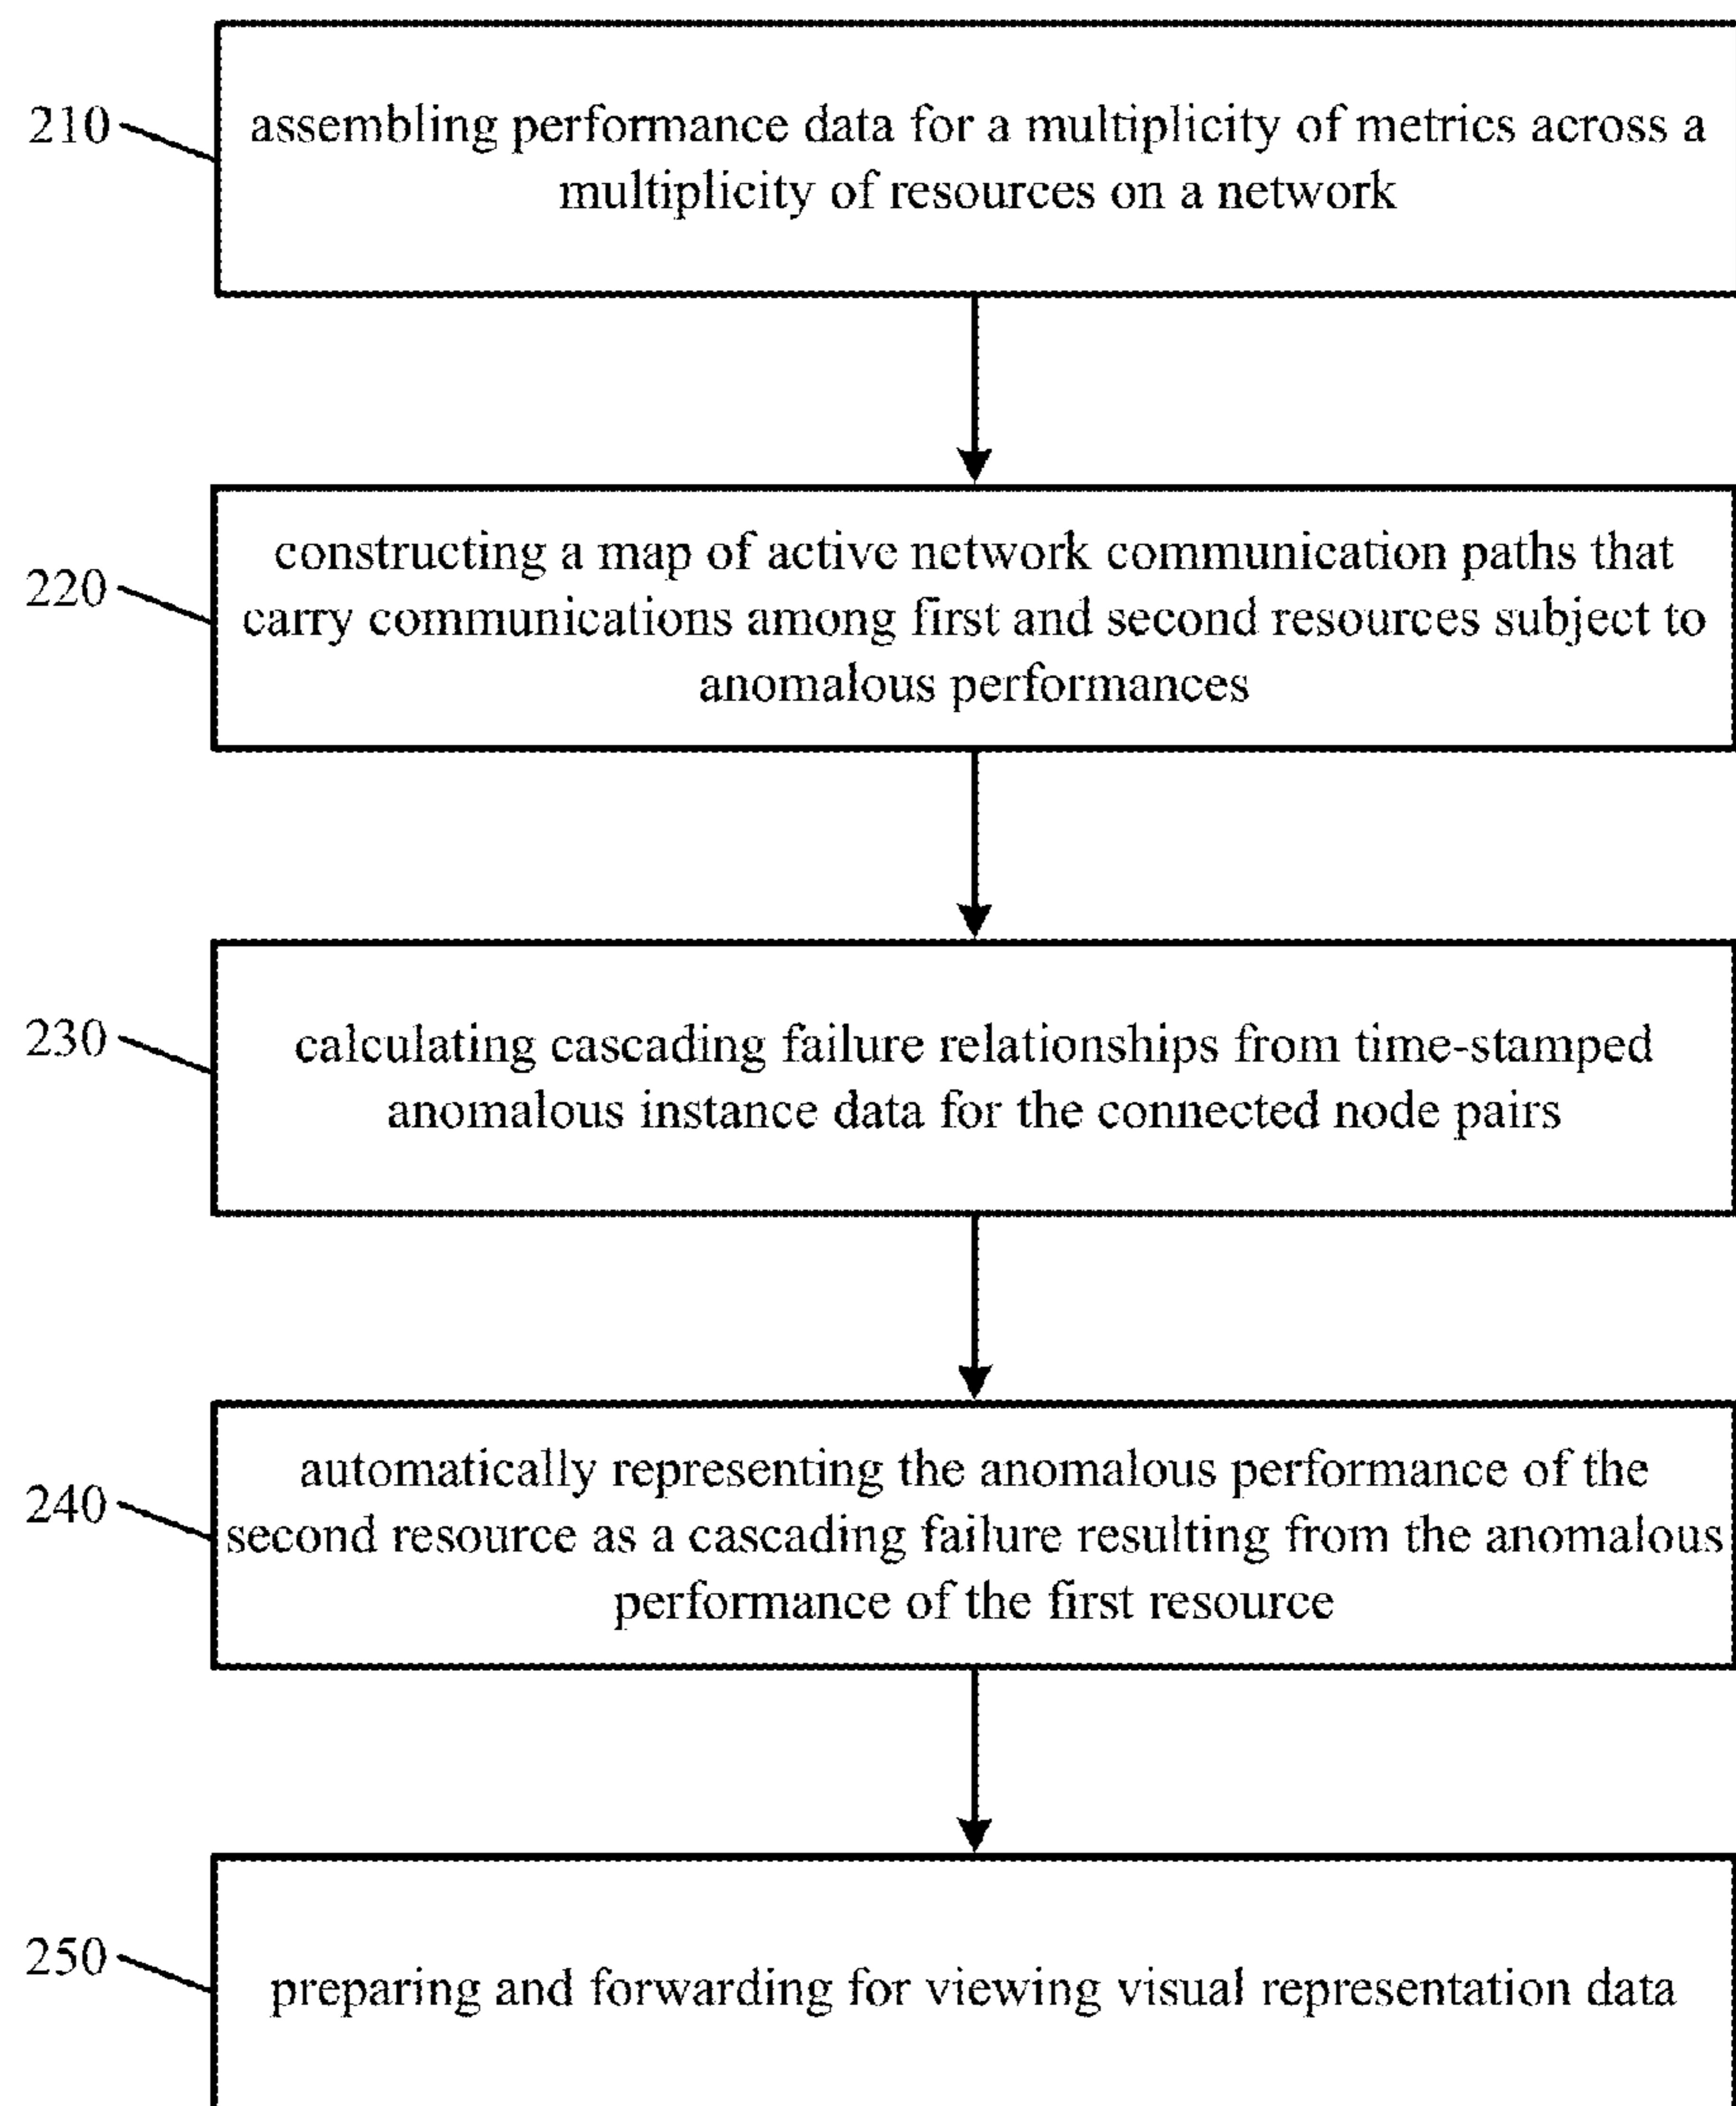 210
assembling performance data for a multiplicity of metrics across a
multiplicity of resources on a network
220
constructing a map of active network communication paths that
carry communications among first and second resources subject to
anomalous performances
230
calculating cascading failure relationships from time-stamped
anomalous instance data for the connected node pairs
240
automatically representing the anomalous performance of the
second resource as a cascading failure resulting from the anomalous
performance of the first resource
250
preparing and forwarding for viewing visual representation data